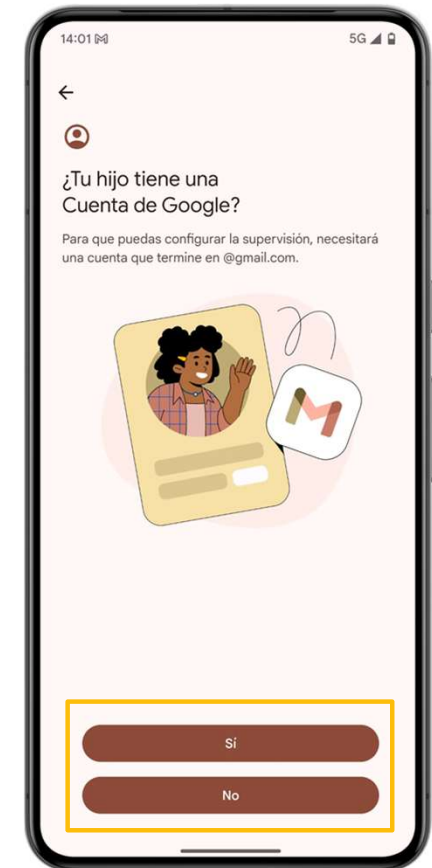 14:01 5G
¿Tu hijo tiene una
Cuenta de Google?
Para que puedas configurar la supervisión, necesitará
una cuenta que termine en @gmail.com.
Sí
No